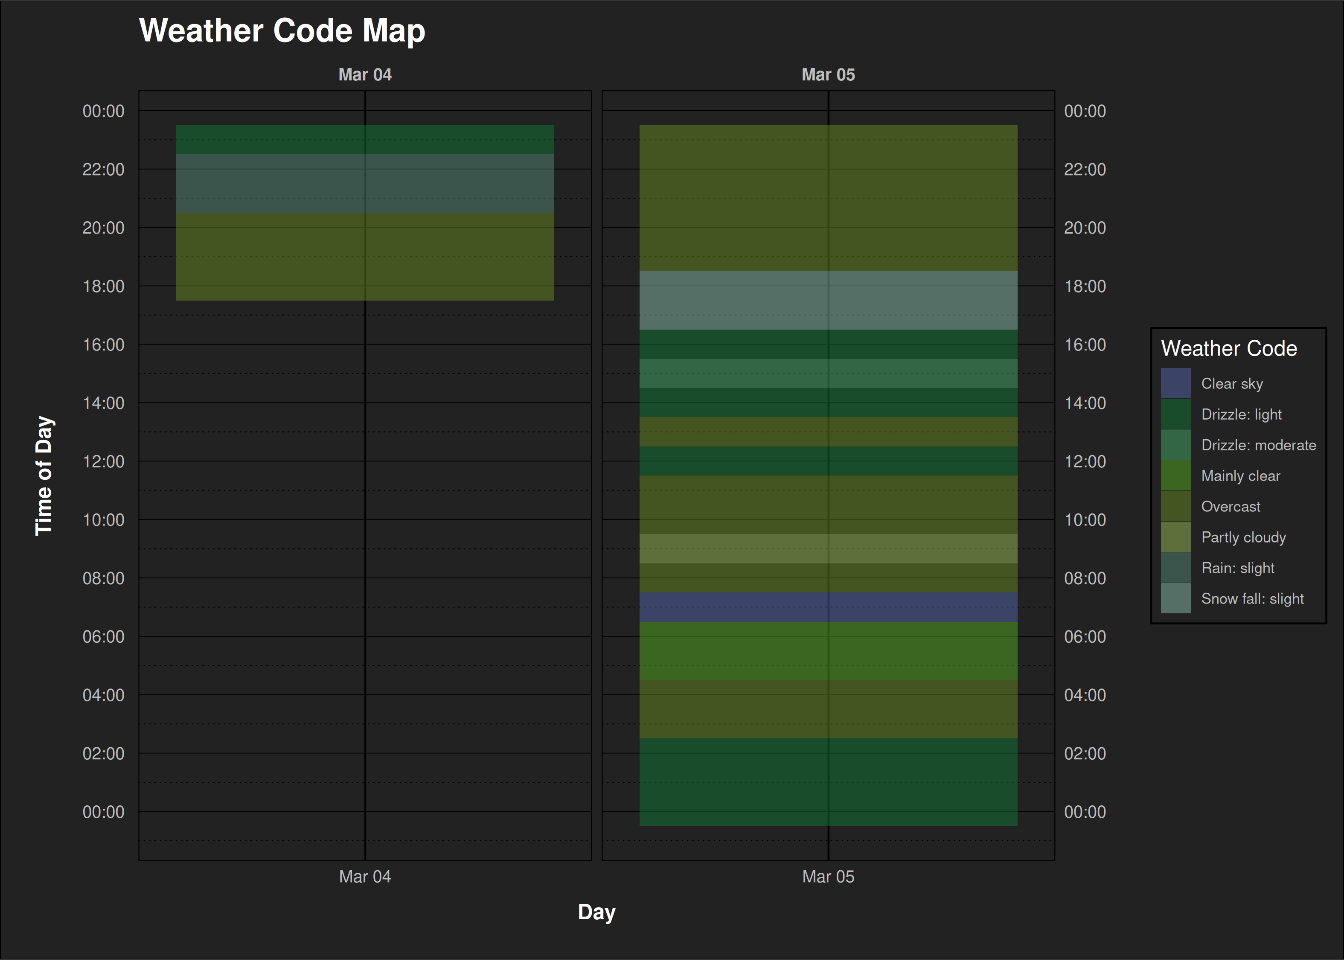 Weather Code Map
Mar 04
Mar 05
00:00
22:00
20:00
18:00
16:00
14:00
12:00
10:00
08:00
06:00
04:00
02:00
00:00
00:00
22:00
20:00
18:00
16:00
14:00
12:00
10:00
08:00
06:00
04:00
02:00
00:00
Time of Day
Mar 04
Mar 05
Day
Weather Code
Clear sky
Drizzle: light
Drizzle: moderate
Mainly clear
Overcast
Partly cloudy
Rain: slight
Snow fall: slight